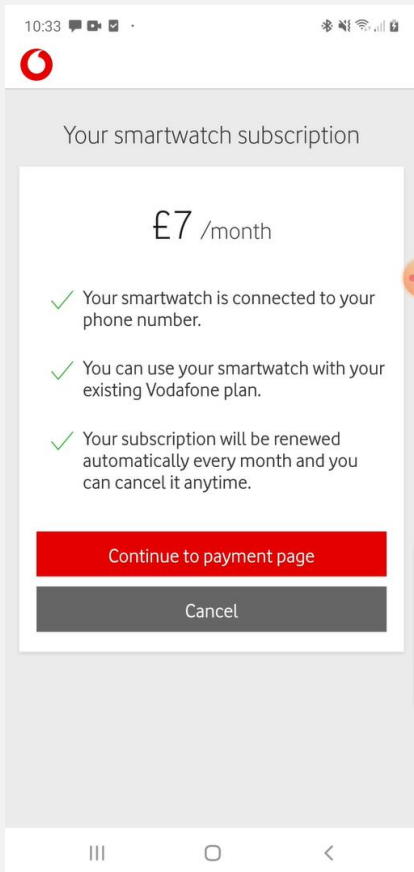 10:33
Your smartwatch subscription
£7 /month
Your smartwatch is connected to your
phone number.
You can use your smartwatch with your
existing Vodafone plan.
Your subscription will be renewed
automatically every month and you
can cancel it anytime.
Continue to payment page
Cancel